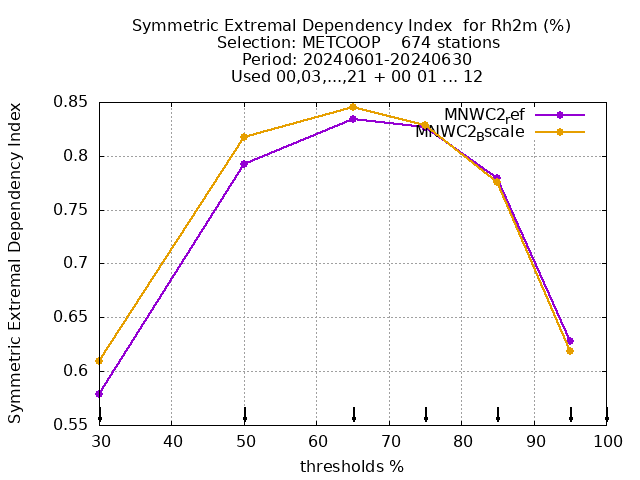 Symmetric Extremal Dependency Index  for Rh2m (%)
Selection: METCOOP    674 stations
Period: 20240601-20240630
Used 00,03,...,21 + 00 01 ... 12
Symmetric Extremal Dependency Index
0.85
0.8
0.75
0.7
0.65
0.6
0.55
MNWC2ref
MNWC2Bscale
30 40 50 60 70 80 90 100
thresholds %